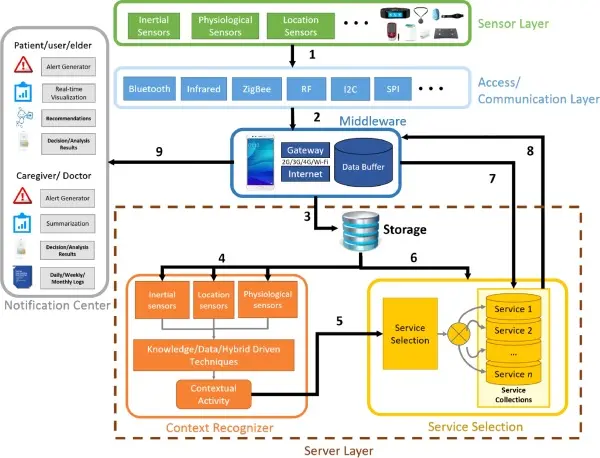 Inertial Sensors
Physiological Sensors
Location Sensors
Sensor Layer
1
Bluetooth
Infrared
ZigBee
RF
I2C
SPI
Access/
Communication Layer
2
Middleware
Gateway
2G/3G/4G/Wi-Fi
Internet
Data Buffer
9
8
7
Patient/user/elder
Alert Generator
Real-time
Visualization
Recommendations
Decision/Analysis
Results
Caregiver/ Doctor
Alert Generator
Summarization
Decision/Analysis
Results
Daily/Weekly/
Monthly Logs
Notification Center
3
Storage
4
6
Inertial
sensors
Location
sensors
Physiological
sensors
Knowledge/Data/Hybrid Driven
Techniques
Contextual
Activity
Context Recognizer
5
Service
Selection
Service 1
Service 2
...
Service n
Service
Collections
Service Selection
Server Layer